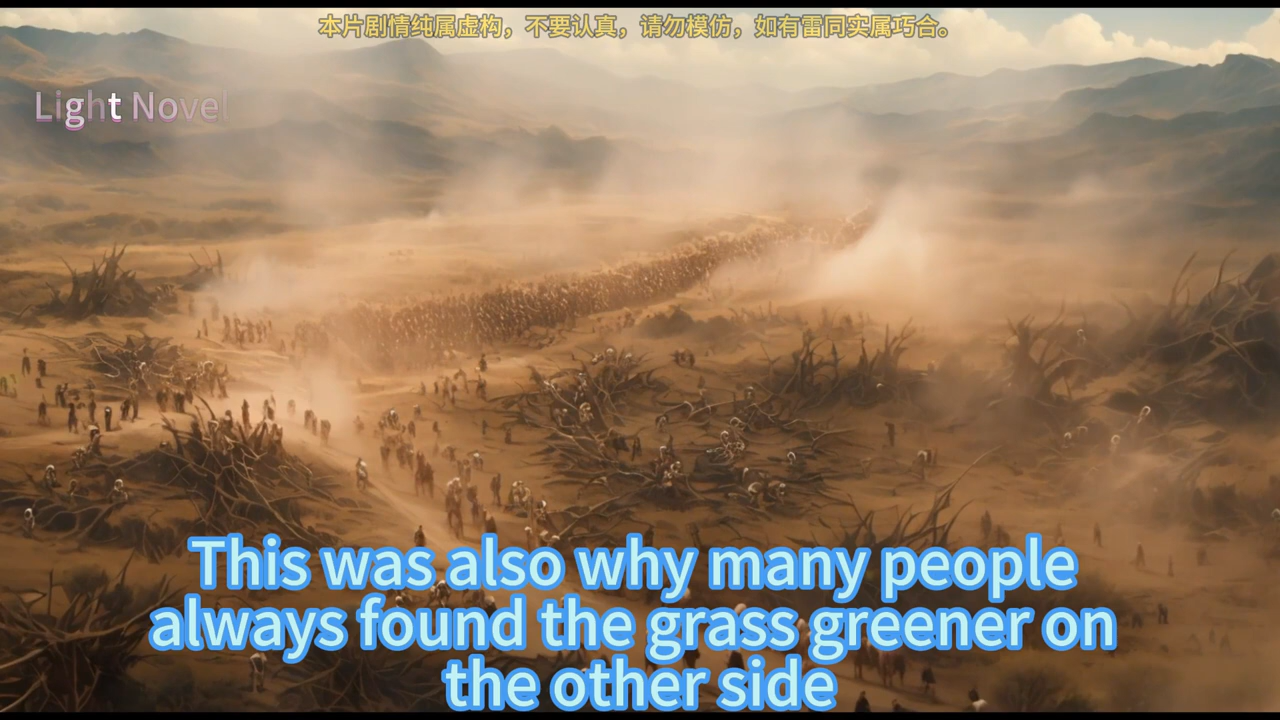 本片剧情纯属虚构，不要认真，请勿模仿，如有雷同实属巧合。
Light Novel
This was also why many people
always found the grass greener on
the other side